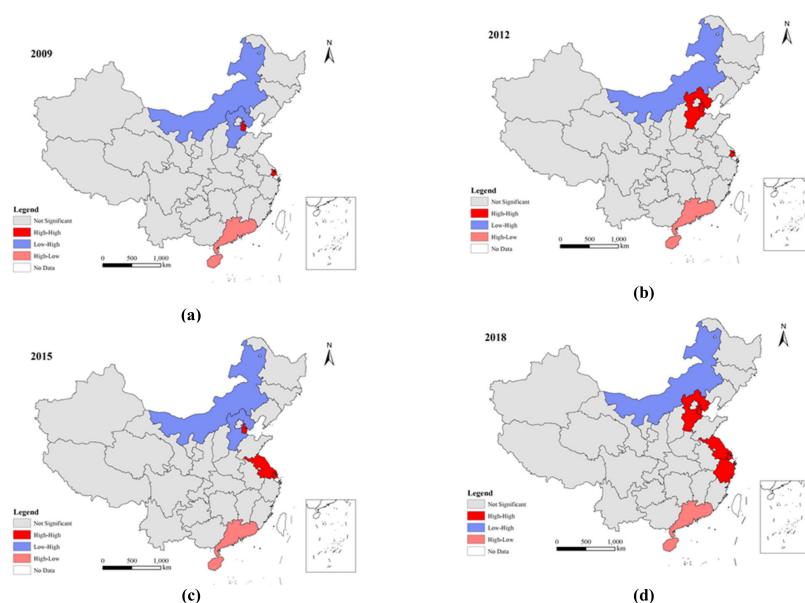 2009
N
Legend
Not Significant
High-High
Low-High
High-Low
No Data
0 500 1,000
km
(a)
2012
N
Legend
Not Significant
High-High
Low-High
High-Low
No Data
0 500 1,000
km
(b)
2015
N
Legend
Not Significant
High-High
Low-High
High-Low
No Data
0 500 1,000
km
(c)
2018
N
Legend
Not Significant
High-High
Low-High
High-Low
No Data
0 500 1,000
km
(d)